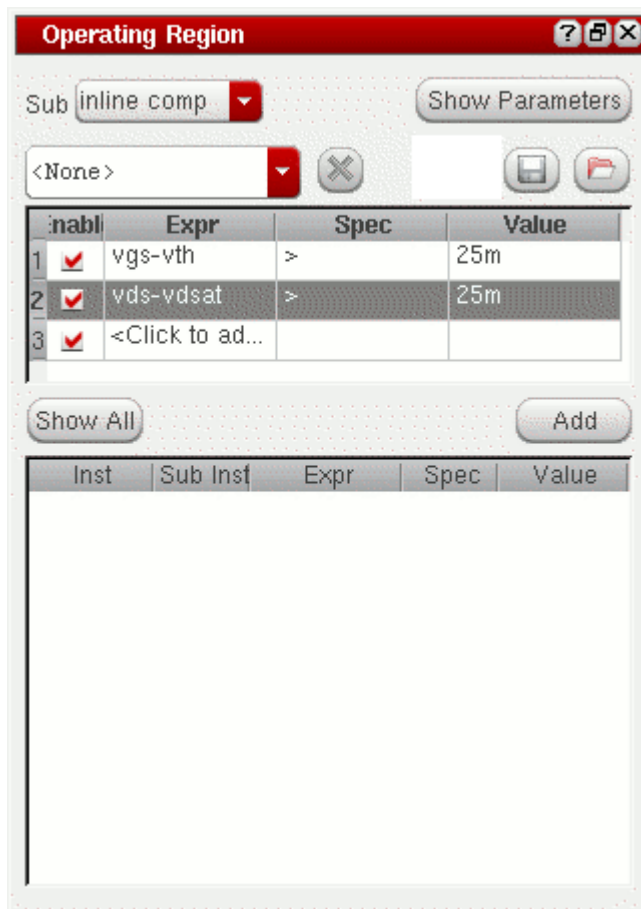 Operating Region
Sub inline comp Show Parameters
<None>
nabl Expr Spec Value
1 vgs-vth > 25m
2 vds-vdsat > 25m
3 <Click to ad...
Show All Add
Inst Sub Inst Expr Spec Value